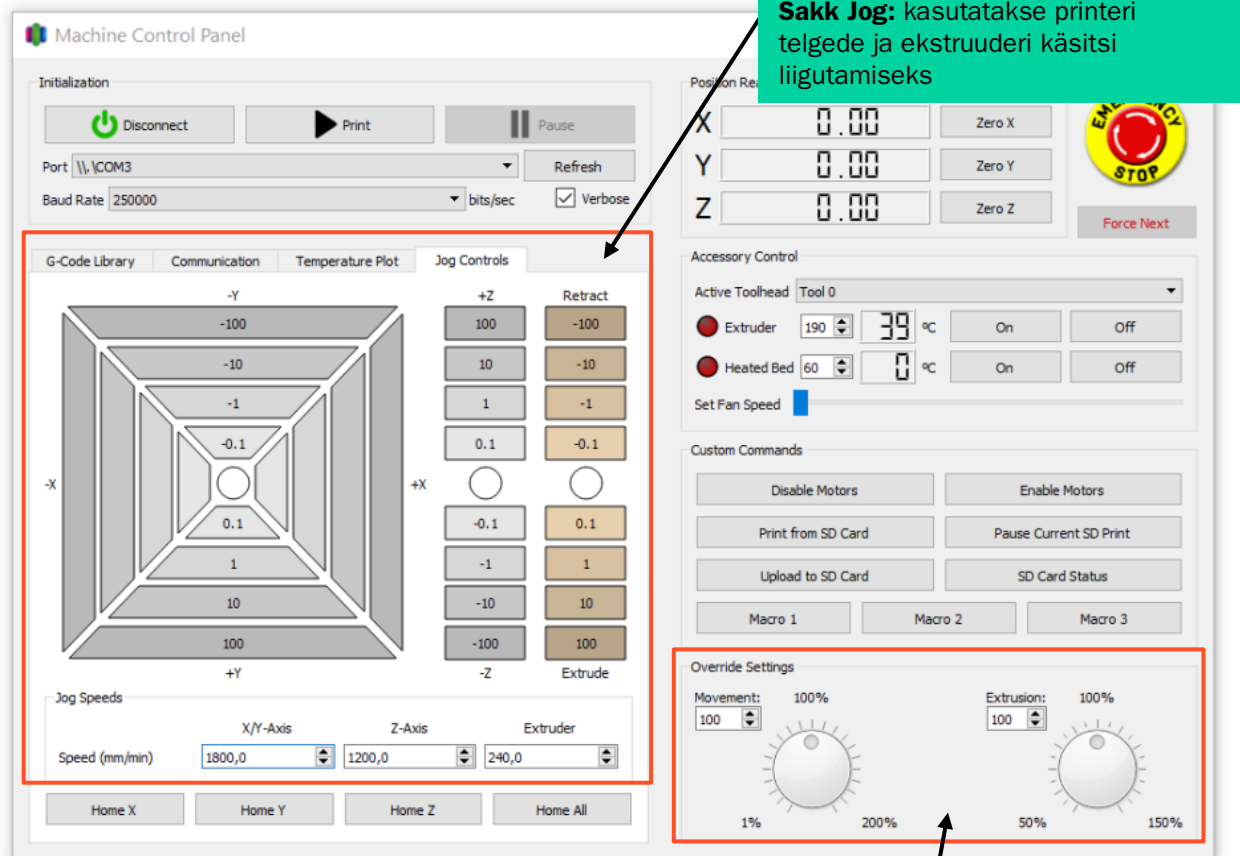 Sakk Jog: kasutatakse printeri
telgede ja ekstruuderi käsitsi
liigutamiseks
Machine Control Panel
Initialization
Disconnect
Print
Pause
Port \\.\COM3
Refresh
Baud Rate 250000
bits/sec
Verbose
G-Code Library
Communication
Temperature Plot
Jog Controls
-Y
-100
-10
-1
-0.1
-X
+X
0.1
1
10
100
+Y
+Z
100
10
1
0.1
-0.1
-1
-10
-100
-Z
Retract
-100
-10
-1
-0.1
0.1
1
10
100
Extrude
Jog Speeds
X/Y-Axis
Z-Axis
Extruder
Speed (mm/min)
1800,0
1200,0
240,0
Home X
Home Y
Home Z
Home All
Position
X 0.00 Zero X
Y 0.00 Zero Y
Z 0.00 Zero Z
STOP
Force Next
Accessory Control
Active Toolhead Tool 0
Extruder 190 39 ºC On Off
Heated Bed 60 0 ºC On Off
Set Fan Speed
Custom Commands
Disable Motors
Enable Motors
Print from SD Card
Pause Current SD Print
Upload to SD Card
SD Card Status
Macro 1
Macro 2
Macro 3
Override Settings
Movement: 100%
100
1%
200%
Extrusion: 100%
100
50%
150%